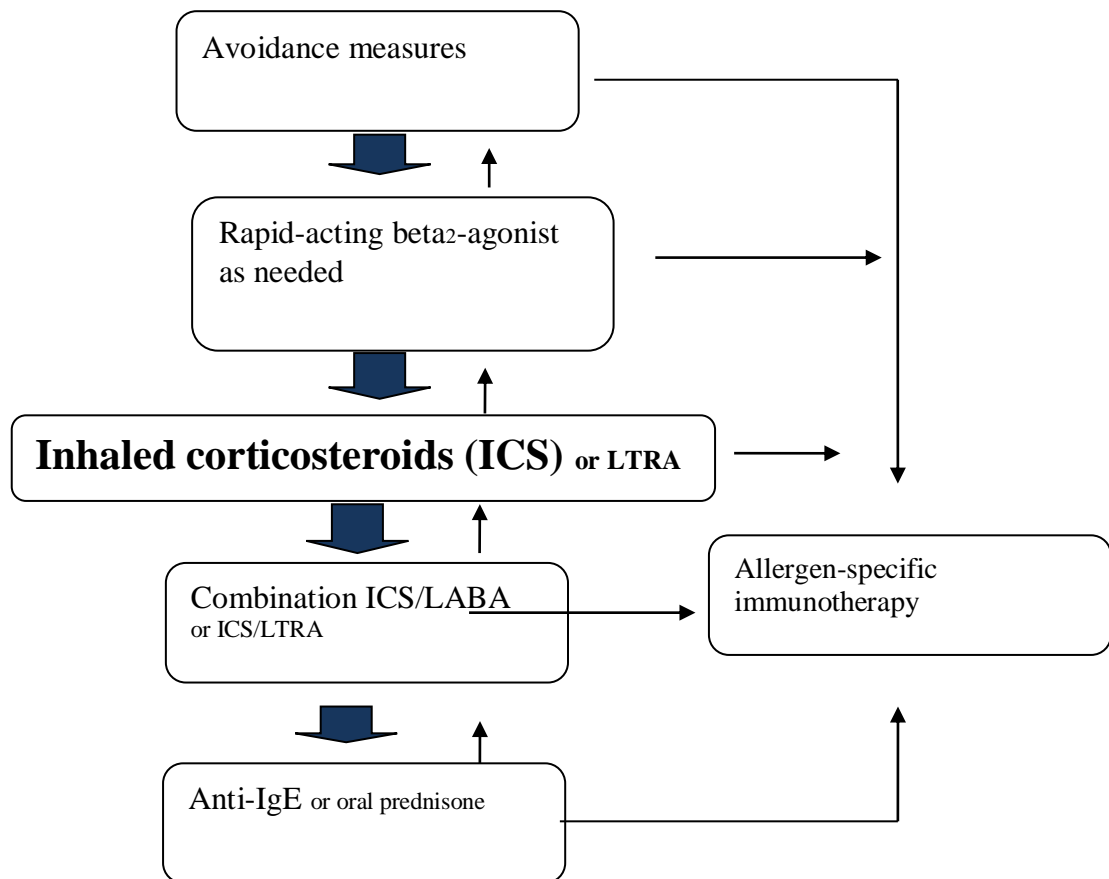 Avoidance measures
Rapid-acting beta2-agonist
as needed
Inhaled corticosteroids (ICS) or LTRA
Combination ICS/LABA
or ICS/LTRA
Allergen-specific
immunotherapy
Anti-IgE or oral prednisone